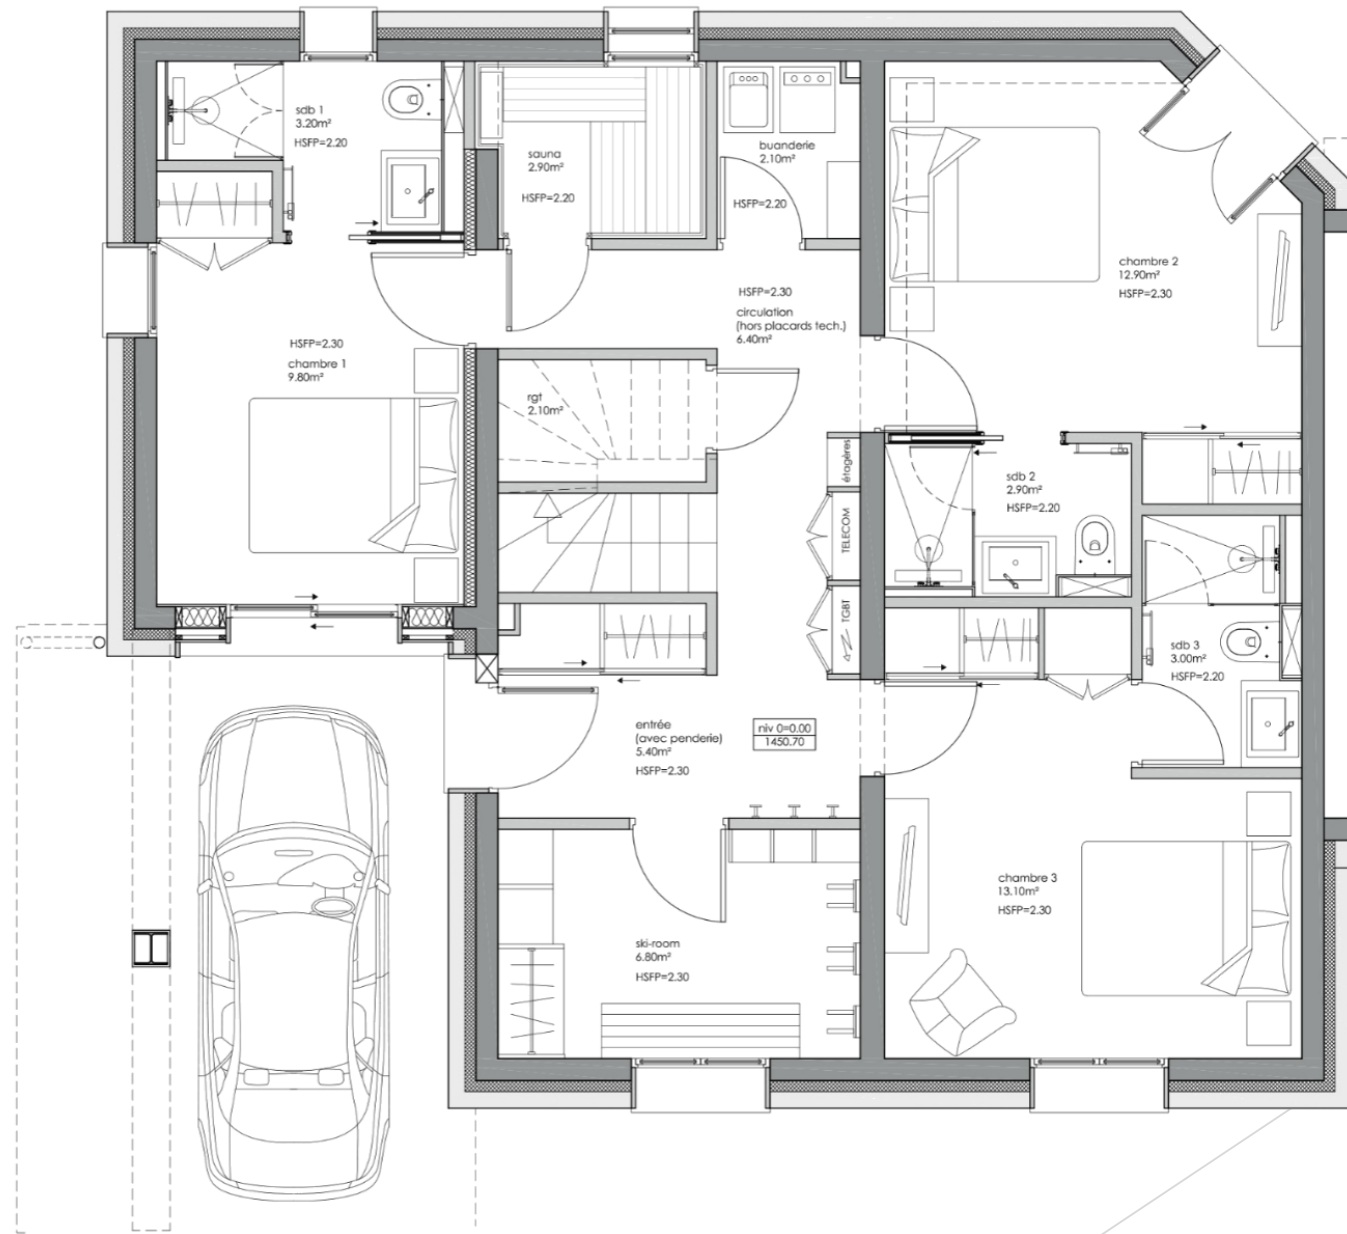 sdb 1
3.20m²
HSFP=2.20
sauna
2.90m²
HSFP=2.20
buanderie
2.10m²
HSFP=2.20
chambre 2
12.90m²
HSFP=2.30
HSFP=2.30
circulation
(hors placards tech.)
6.40m²
HSFP=2.30
chambre 1
9.80m²
rgt
2.10m²
étagères
TELECOM
TGBT
sdb 2
2.90m²
HSFP=2.20
sdb 3
3.00m²
HSFP=2.20
entrée
(avec penderie)
5.40m²
HSFP=2.30
niv 0=0.00
1450.70
chambre 3
13.10m²
HSFP=2.30
ski-room
6.80m²
HSFP=2.30